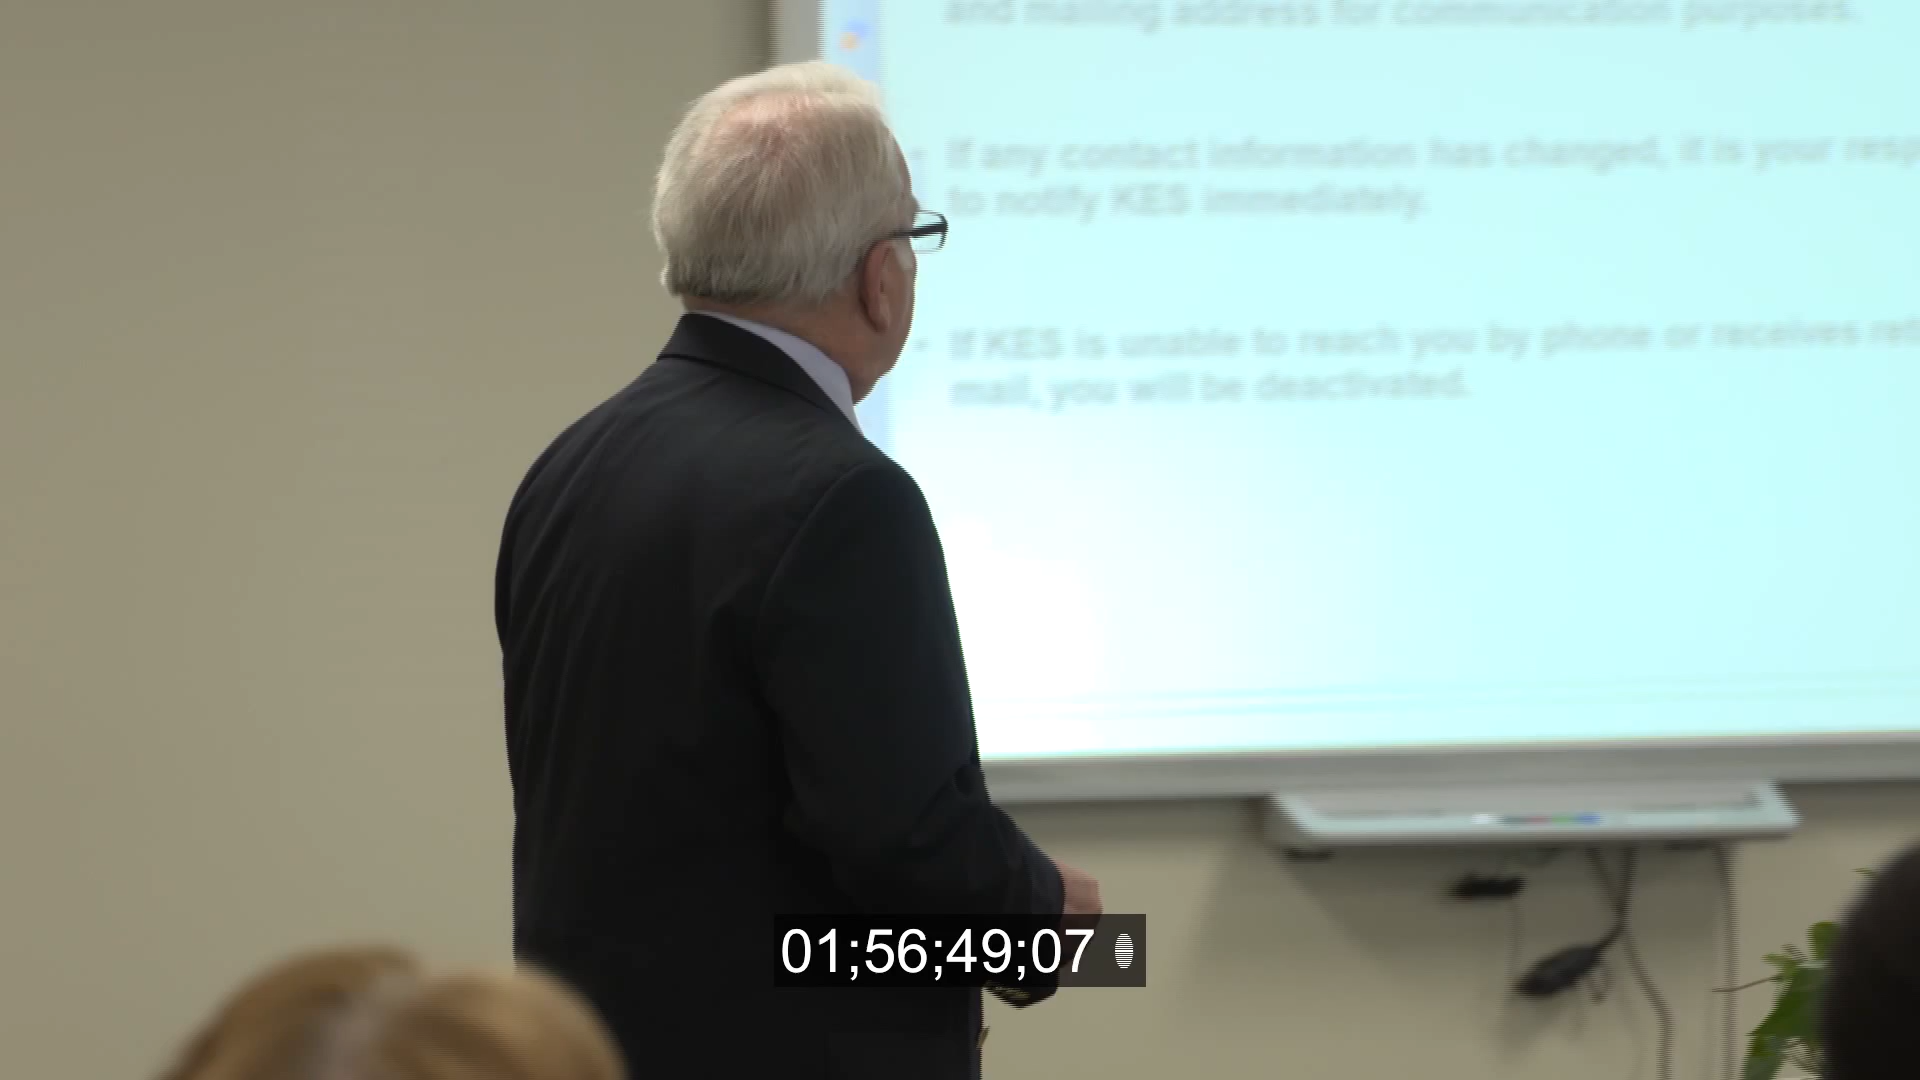 and mailing address for communication purposes.
• If any contact information has changed, it is your
to notify KES immediately.
• If KES is unable to reach you by phone or receives
mail, you will be deactivated.
01;56;49;07